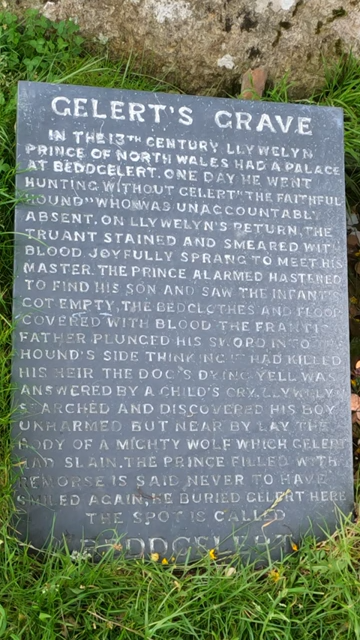 GELERT'S GRAVE
IN THE 13TH CENTURY LLYWELYN
PRINCE OF NORTH WALES HAD A PALACE
AT BEDDGELERT. ONE DAY HE WENT
HUNTING WITHOUT GELERT "THE FAITHFUL
HOUND" WHO WAS UNACCOUNTABLY
ABSENT. ON LLYWELYN'S RETURN, THE
TRUANT STAINED AND SMEARED WITH
BLOOD JOYFULLY SPRANG TO MEET HIS
MASTER. THE PRINCE ALARMED HASTENED
TO FIND HIS SON AND SAW THE INFANT'S
COT EMPTY, THE BEDCLOTHES AND FLOOR
COVERED WITH BLOOD THE FRANTIC
FATHER PLUNGED HIS SWORD INTO THE
HOUND'S SIDE THINKING IT HAD KILLED
HIS HEIR THE DOG'S DYING YELL WAS
ANSWERED BY A CHILD'S CRY. LLYWELYN
SEARCHED AND DISCOVERED HIS BOY
UNHARMED BUT NEAR BY LAY THE
BODY OF A MIGHTY WOLF WHICH GELERT
HAD SLAIN. THE PRINCE FILLED WITH
REMORSE IS SAID NEVER TO HAVE
SMILED AGAIN. HE BURIED GELERT HERE
THE SPOT IS CALLED
BEDDGELERT